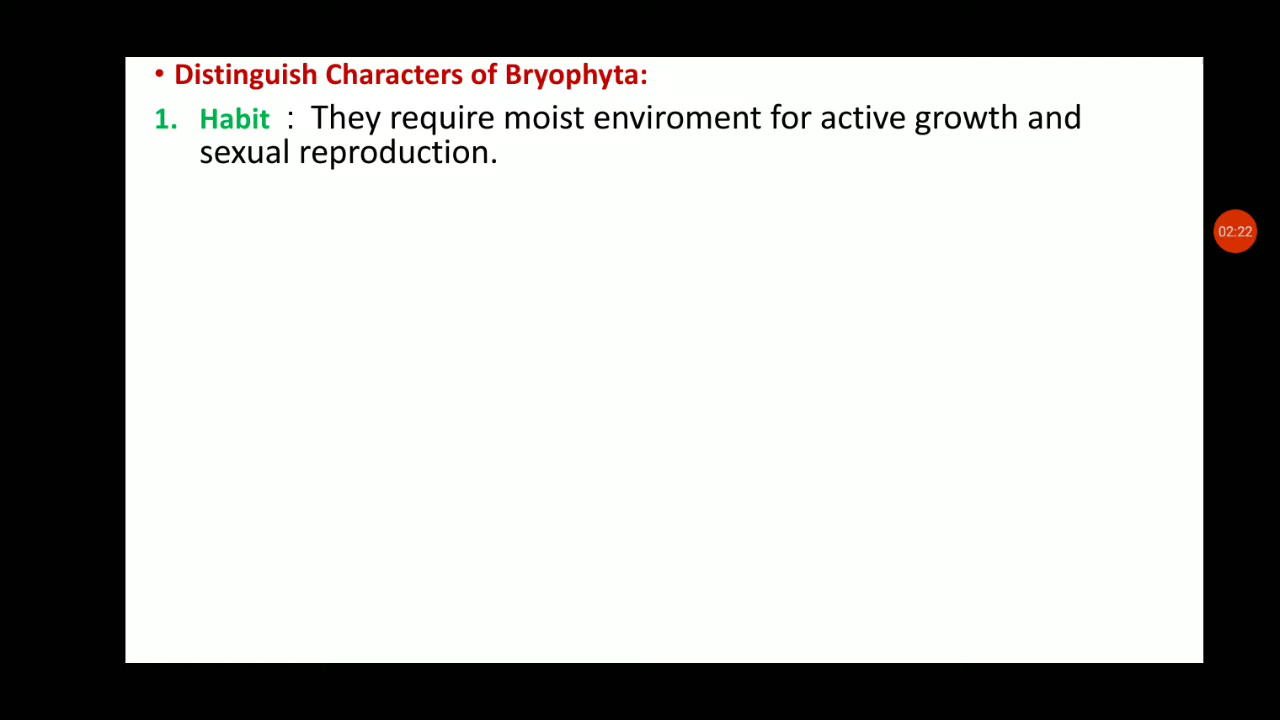 • Distinguish Characters of Bryophyta:
1. Habit : They require moist enviroment for active growth and
sexual reproduction.
02:22